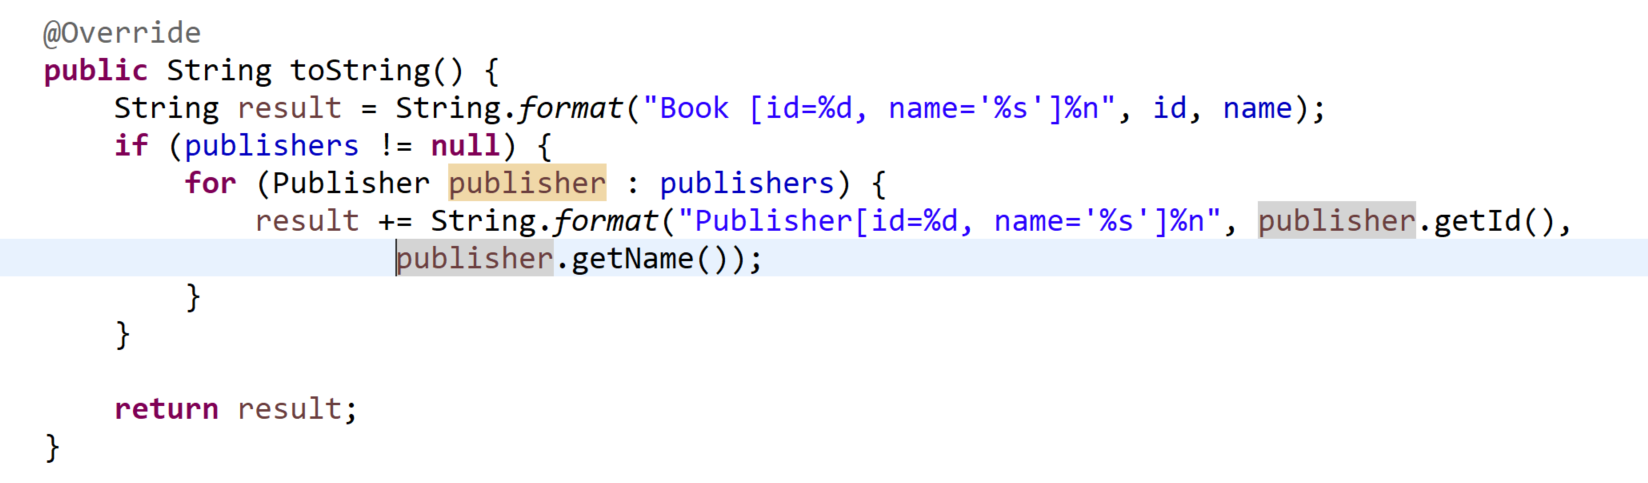 @Override
public String toString() {
    String result = String.format("Book [id=%d, name='%s']%n", id, name);
    if (publishers != null) {
        for (Publisher publisher : publishers) {
            result += String.format("Publisher[id=%d, name='%s']%n", publisher.getId(),
                    publisher.getName());
        }
    }

    return result;
}